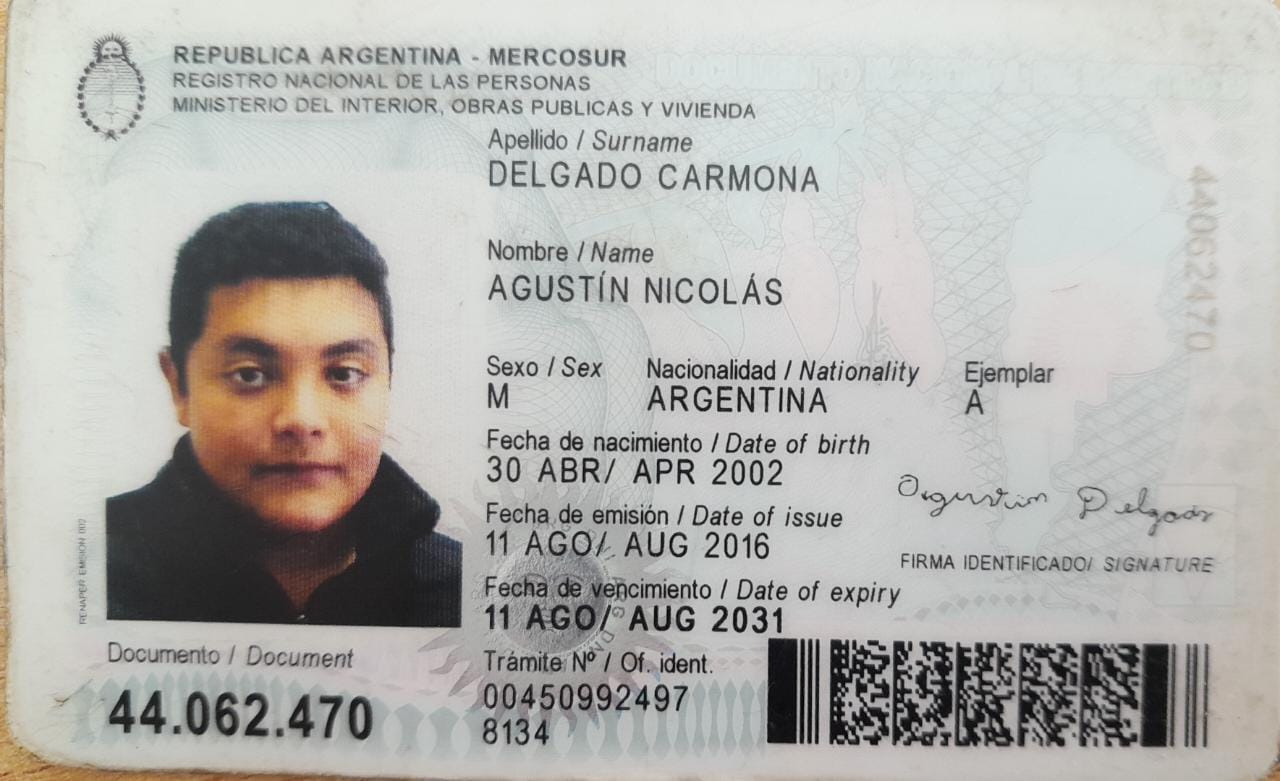 REPUBLICA ARGENTINA - MERCOSUR
REGISTRO NACIONAL DE LAS PERSONAS
MINISTERIO DEL INTERIOR, OBRAS PUBLICAS Y VIVIENDA
Apellido / Surname
DELGADO CARMONA
Nombre / Name
AGUSTÍN NICOLÁS
Sexo / Sex Nacionalidad / Nationality Ejemplar
M ARGENTINA A
Fecha de nacimiento / Date of birth
30 ABR/ APR 2002
Fecha de emisión / Date of issue
11 AGO/ AUG 2016
Agustin Delgado
FIRMA IDENTIFICADO/ SIGNATURE
Fecha de vencimiento / Date of expiry
11 AGO/ AUG 2031
Documento / Document
44.062.470
Trámite Nº / Of. ident.
00450992497
8134
44062470
RENAPER EMISION 002